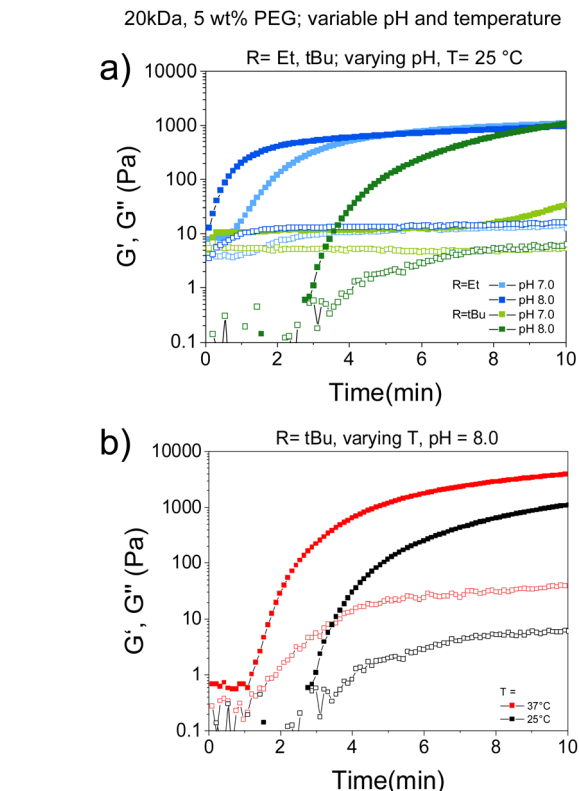 20kDa, 5 wt% PEG; variable pH and temperature
a)
R= Et, tBu; varying pH, T= 25 °C
10000
1000
100
10
1
0.1
G', G" (Pa)
R=Et pH 7.0
pH 8.0
R=tBu pH 7.0
pH 8.0
0 2 4 6 8 10
Time(min)
b)
R= tBu, varying T, pH = 8.0
10000
1000
100
10
1
0.1
G‘, G" (Pa)
T =
37°C
25°C
0 2 4 6 8 10
Time(min)